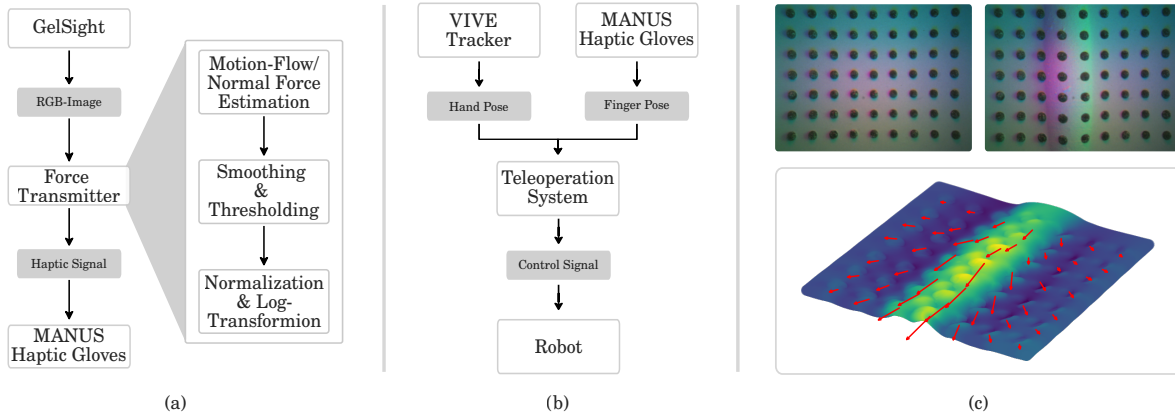 GelSight
RGB-Image
Force
Transmitter
Haptic Signal
MANUS
Haptic Gloves
Motion-Flow/
Normal Force
Estimation
Smoothing
&
Thresholding
Normalization
& Log-
Transformion
(a)
VIVE
Tracker
MANUS
Haptic Gloves
Hand Pose
Finger Pose
Teleoperation
System
Control Signal
Robot
(b)
(c)